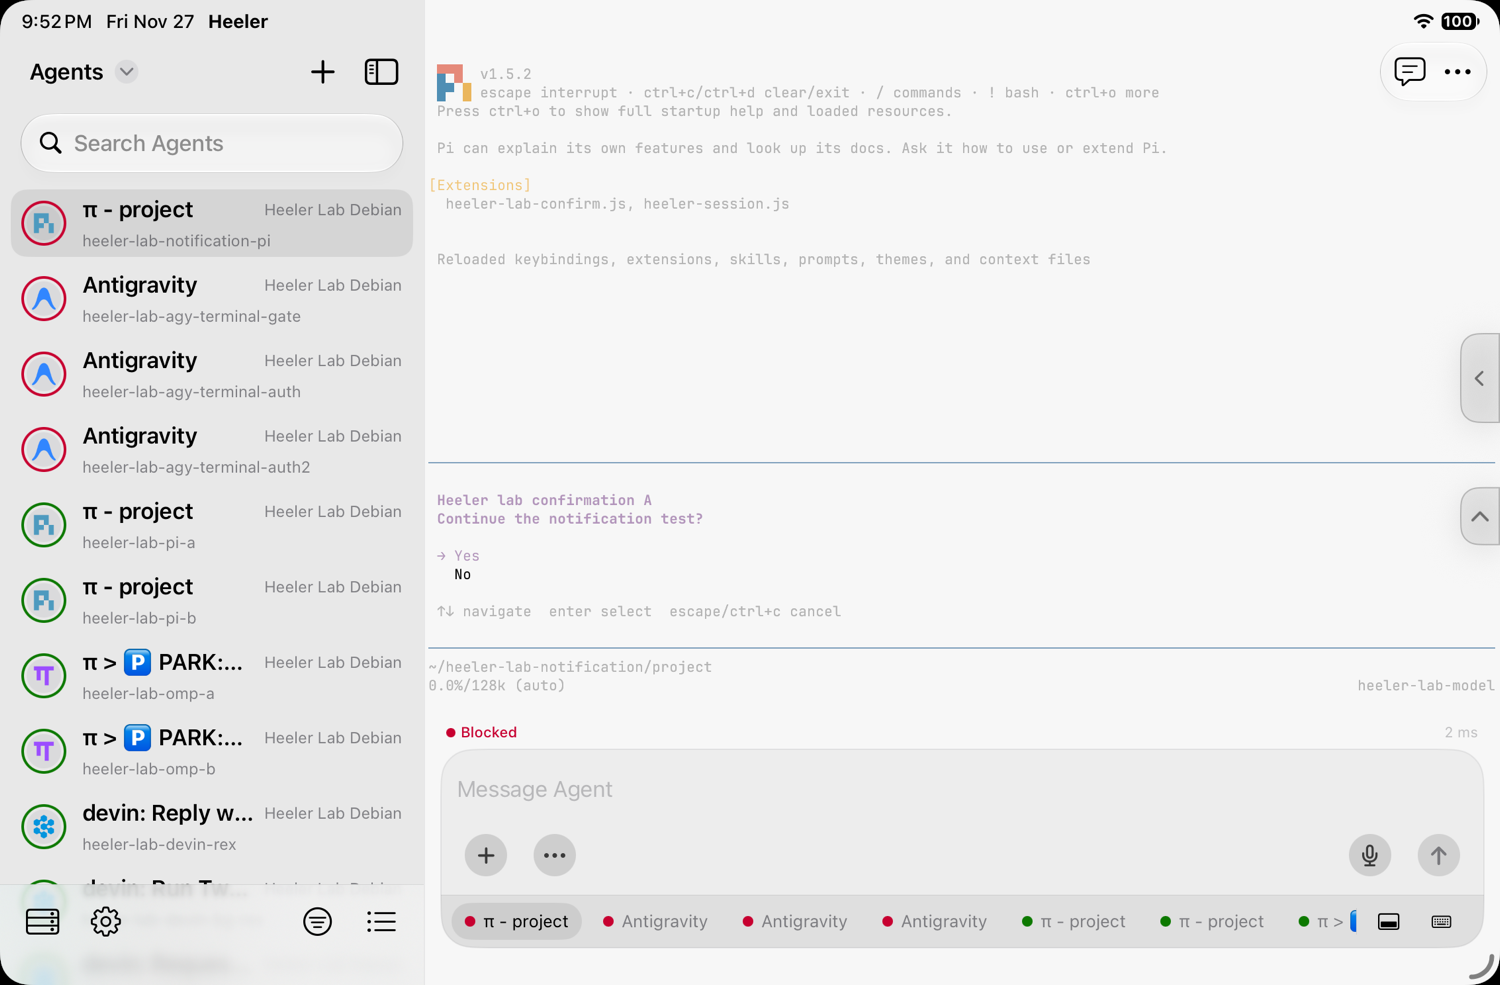 9:52 PM Fri Nov 27 Heeler
100
Agents
Search Agents
π - project Heeler Lab Debian
heeler-lab-notification-pi
Antigravity Heeler Lab Debian
heeler-lab-agy-terminal-gate
Antigravity Heeler Lab Debian
heeler-lab-agy-terminal-auth
Antigravity Heeler Lab Debian
heeler-lab-agy-terminal-auth2
π - project Heeler Lab Debian
heeler-lab-pi-a
π - project Heeler Lab Debian
heeler-lab-pi-b
π > 🅿️ PARK:... Heeler Lab Debian
heeler-lab-omp-a
π > 🅿️ PARK:... Heeler Lab Debian
heeler-lab-omp-b
devin: Reply w... Heeler Lab Debian
heeler-lab-devin-rex
devin: Run Tw...
v1.5.2
escape interrupt · ctrl+c/ctrl+d clear/exit · / commands · ! bash · ctrl+o more
Press ctrl+o to show full startup help and loaded resources.
Pi can explain its own features and look up its docs. Ask it how to use or extend Pi.
[Extensions]
heeler-lab-confirm.js, heeler-session.js
Reloaded keybindings, extensions, skills, prompts, themes, and context files
Heeler lab confirmation A
Continue the notification test?
→ Yes
No
↑↓ navigate enter select escape/ctrl+c cancel
~/heeler-lab-notification/project
0.0%/128k (auto) heeler-lab-model
Blocked 2 ms
Message Agent
π - project Antigravity Antigravity Antigravity π - project π - project π >